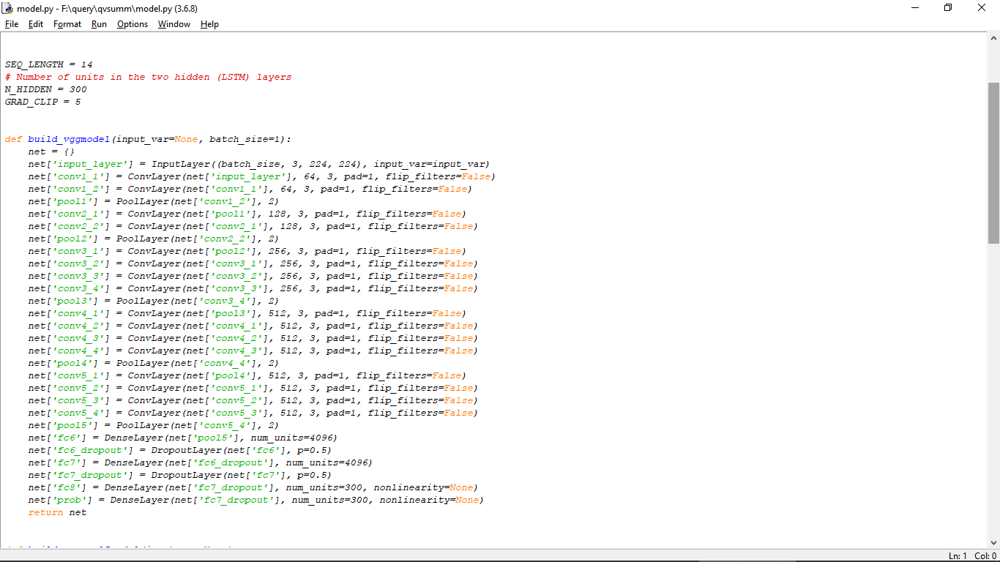 model.py - F:\query\qvsumm\model.py (3.6.8)
File Edit Format Run Options Window Help
SEQ_LENGTH = 14
# Number of units in the two hidden (LSTM) layers
N_HIDDEN = 300
GRAD_CLIP = 5
def build_vggmodel(input_var=None, batch_size=1):
    net = {}
    net['input_layer'] = InputLayer((batch_size, 3, 224, 224), input_var=input_var)
    net['conv1_1'] = ConvLayer(net['input_layer'], 64, 3, pad=1, flip_filters=False)
    net['conv1_2'] = ConvLayer(net['conv1_1'], 64, 3, pad=1, flip_filters=False)
    net['pool1'] = PoolLayer(net['conv1_2'], 2)
    net['conv2_1'] = ConvLayer(net['pool1'], 128, 3, pad=1, flip_filters=False)
    net['conv2_2'] = ConvLayer(net['conv2_1'], 128, 3, pad=1, flip_filters=False)
    net['pool2'] = PoolLayer(net['conv2_2'], 2)
    net['conv3_1'] = ConvLayer(net['pool2'], 256, 3, pad=1, flip_filters=False)
    net['conv3_2'] = ConvLayer(net['conv3_1'], 256, 3, pad=1, flip_filters=False)
    net['conv3_3'] = ConvLayer(net['conv3_2'], 256, 3, pad=1, flip_filters=False)
    net['conv3_4'] = ConvLayer(net['conv3_3'], 256, 3, pad=1, flip_filters=False)
    net['pool3'] = PoolLayer(net['conv3_4'], 2)
    net['conv4_1'] = ConvLayer(net['pool3'], 512, 3, pad=1, flip_filters=False)
    net['conv4_2'] = ConvLayer(net['conv4_1'], 512, 3, pad=1, flip_filters=False)
    net['conv4_3'] = ConvLayer(net['conv4_2'], 512, 3, pad=1, flip_filters=False)
    net['conv4_4'] = ConvLayer(net['conv4_3'], 512, 3, pad=1, flip_filters=False)
    net['pool4'] = PoolLayer(net['conv4_4'], 2)
    net['conv5_1'] = ConvLayer(net['pool4'], 512, 3, pad=1, flip_filters=False)
    net['conv5_2'] = ConvLayer(net['conv5_1'], 512, 3, pad=1, flip_filters=False)
    net['conv5_3'] = ConvLayer(net['conv5_2'], 512, 3, pad=1, flip_filters=False)
    net['conv5_4'] = ConvLayer(net['conv5_3'], 512, 3, pad=1, flip_filters=False)
    net['pool5'] = PoolLayer(net['conv5_4'], 2)
    net['fc6'] = DenseLayer(net['pool5'], num_units=4096)
    net['fc6_dropout'] = DropoutLayer(net['fc6'], p=0.5)
    net['fc7'] = DenseLayer(net['fc6_dropout'], num_units=4096)
    net['fc7_dropout'] = DropoutLayer(net['fc7'], p=0.5)
    net['fc8'] = DenseLayer(net['fc7_dropout'], num_units=300, nonlinearity=None)
    net['prob'] = DenseLayer(net['fc7_dropout'], num_units=300, nonlinearity=None)
    return net
Ln: 1 Col: 0